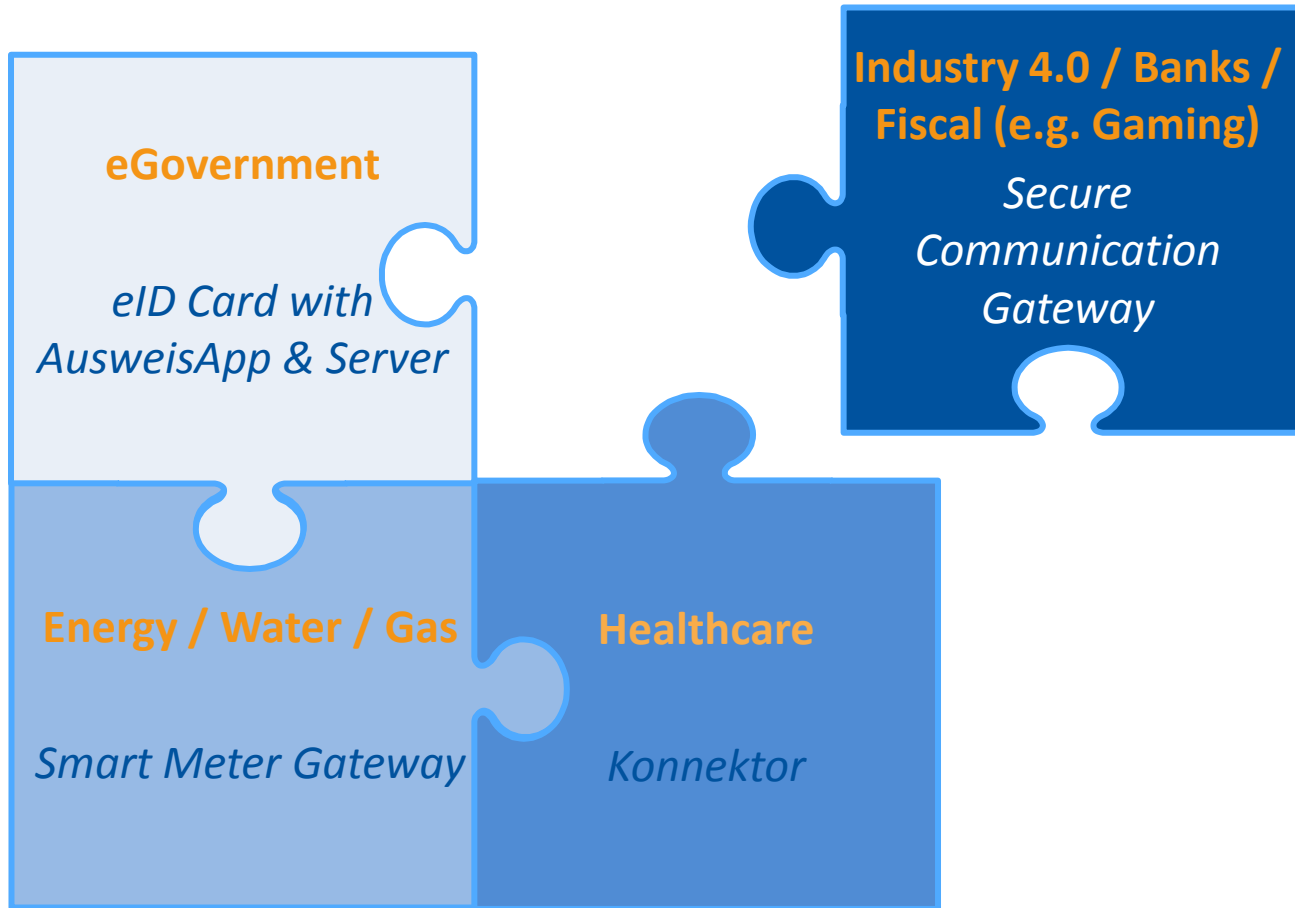 eGovernment
eID Card with
AusweisApp & Server
Industry 4.0 / Banks /
Fiscal (e.g. Gaming)
Secure
Communication
Gateway
Energy / Water / Gas
Smart Meter Gateway
Healthcare
Konnektor